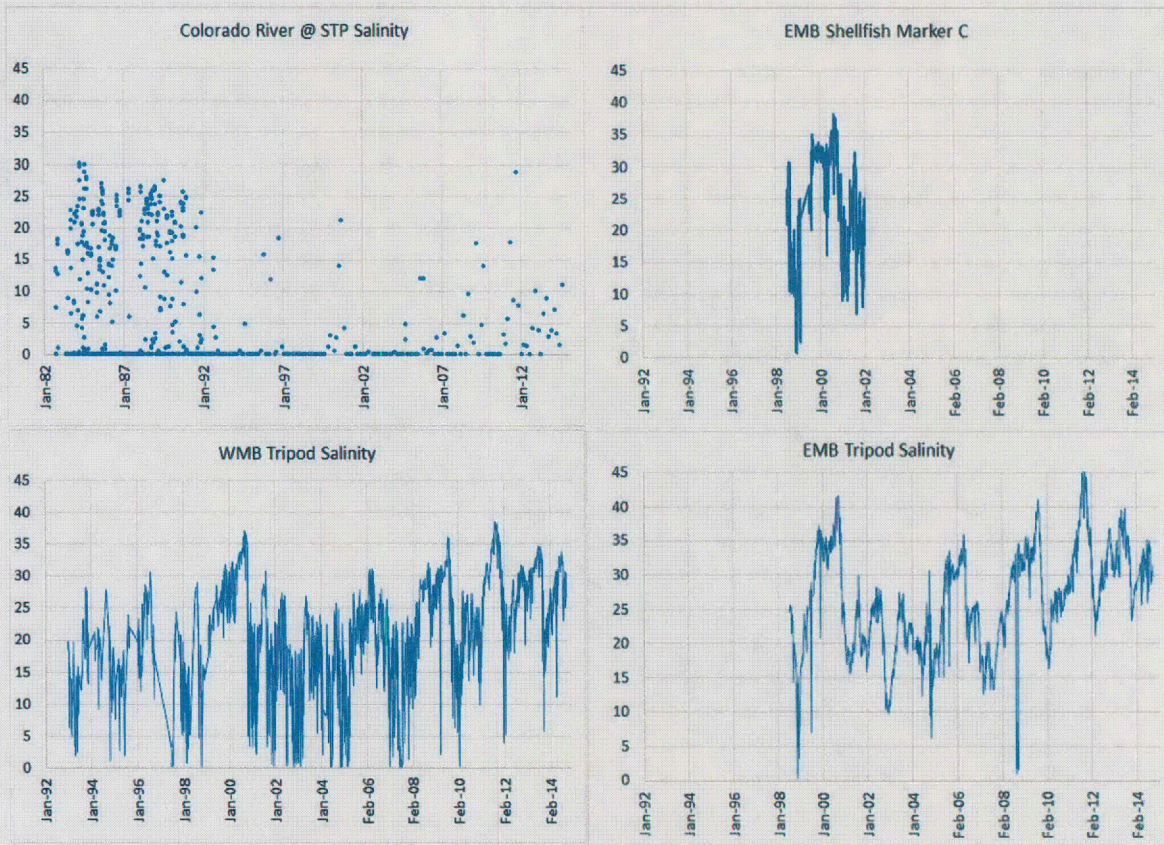 Colorado River @ STP Salinity
45
40
35
30
25
20
15
10
5
0
Jan-82
Jan-87
Jan-92
Jan-97
Jan-02
Jan-07
Jan-12
EMB Shellfish Marker C
45
40
35
30
25
20
15
10
5
0
Jan-92
Jan-94
Jan-96
Jan-98
Jan-00
Jan-02
Jan-04
Feb-06
Feb-08
Feb-10
Feb-12
Feb-14
WMB Tripod Salinity
45
40
35
30
25
20
15
10
5
0
Jan-92
Jan-94
Jan-96
Jan-98
Jan-00
Jan-02
Jan-04
Feb-06
Feb-08
Feb-10
Feb-12
Feb-14
EMB Tripod Salinity
45
40
35
30
25
20
15
10
5
0
Jan-92
Jan-94
Jan-96
Jan-98
Jan-00
Jan-02
Jan-04
Feb-06
Feb-08
Feb-10
Feb-12
Feb-14